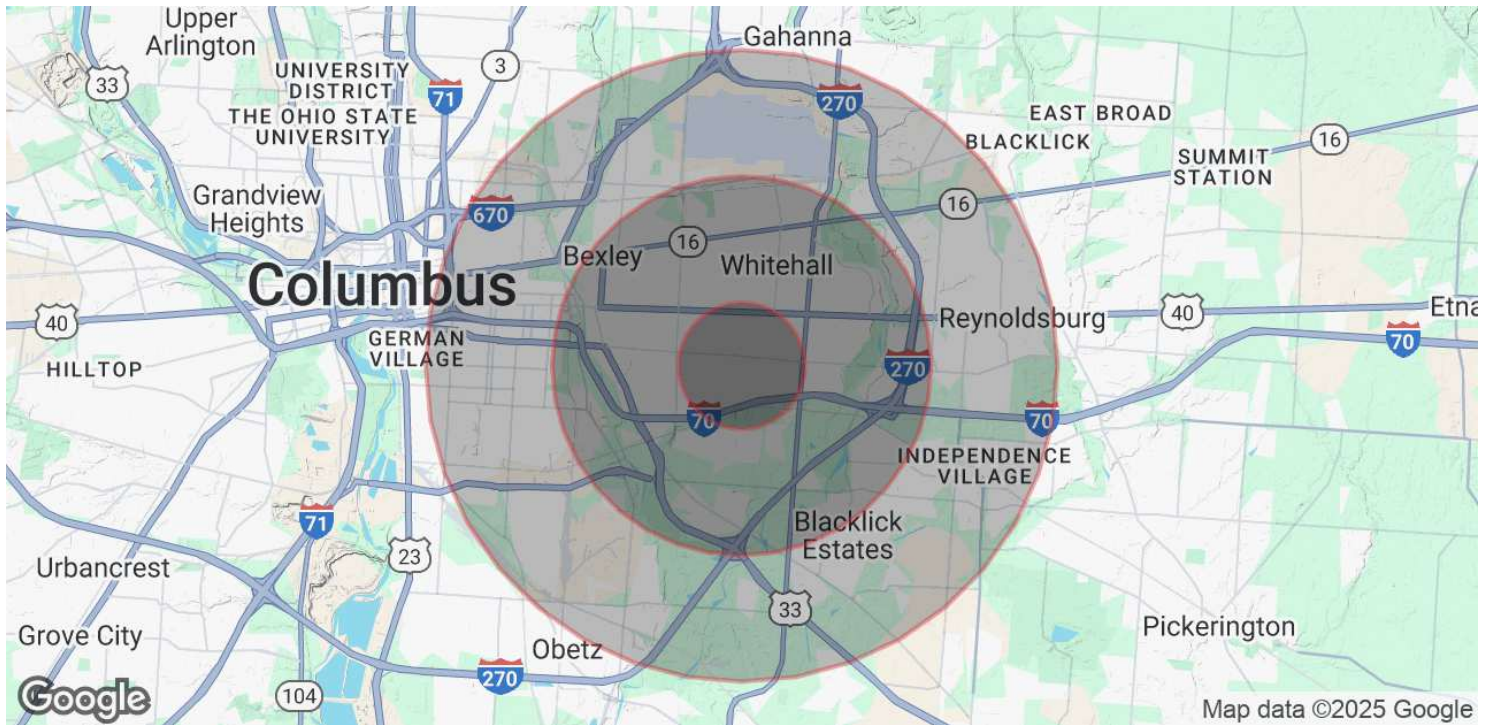 Upper
Arlington
33
UNIVERSITY
DISTRICT
THE OHIO STATE
UNIVERSITY
71
3
Gahanna
270
EAST BROAD
BLACKLICK
16
SUMMIT
STATION
Grandview
Heights
670
16
Bexley
16
Whitehall
Columbus
40
GERMAN
VILLAGE
HILLTOP
Reynoldsburg
40
Etna
70
270
70
70
INDEPENDENCE
VILLAGE
71
23
Blacklick
Estates
Urbancrest
33
Grove City
Obetz
Pickerington
270
104
Google
Map data ©2025 Google